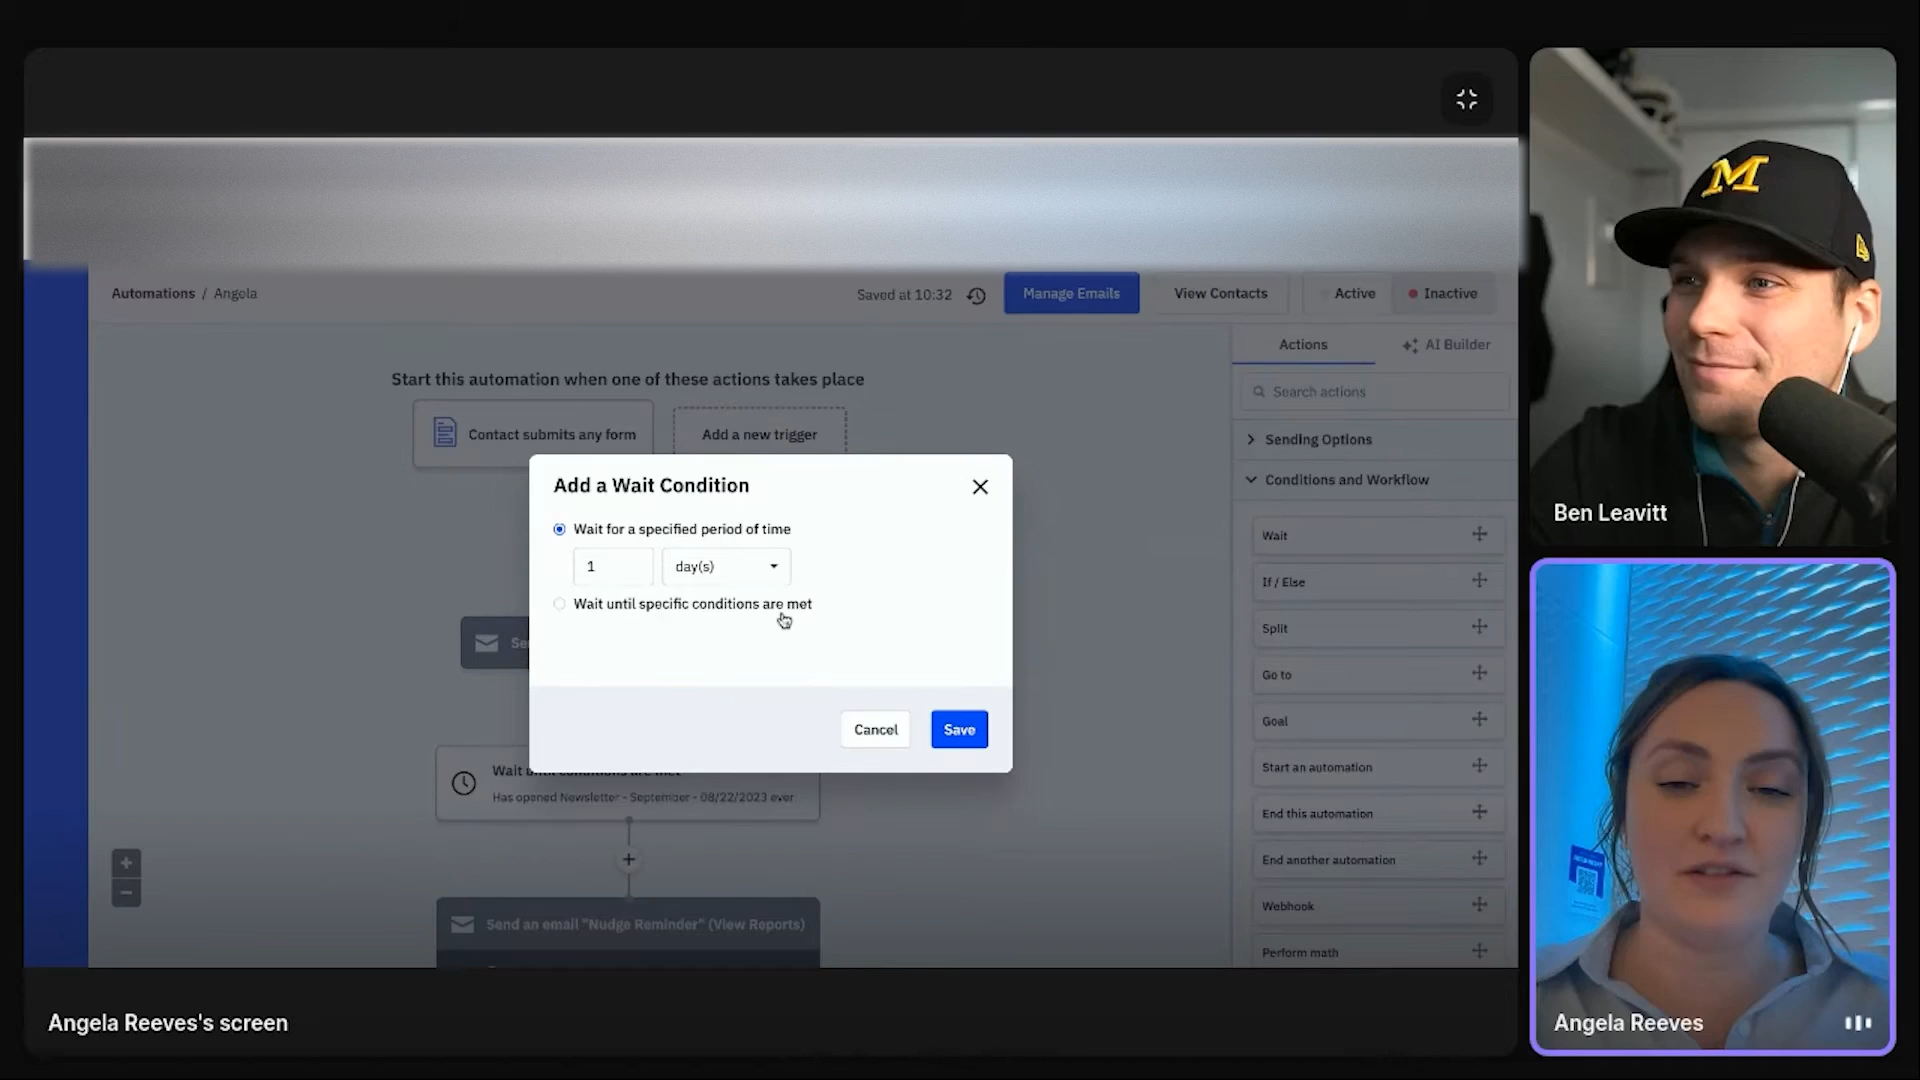 Automations / Angela
Saved at 10:32
Manage Emails
View Contacts
Active
Inactive
Start this automation when one of these actions takes place
Contact submits any form
Add a new trigger
Add a Wait Condition
Wait for a specified period of time
1
day(s)
Wait until specific conditions are met
Cancel
Save
Wait until conditions are met
Has opened Newsletter - September - 08/22/2023 ever
+
Send an email "Nudge Reminder" (View Reports)
+
−
Actions
AI Builder
Search actions
Sending Options
Conditions and Workflow
Wait
If / Else
Split
Go to
Goal
Start an automation
End this automation
End another automation
Webhook
Perform math
Angela Reeves's screen
M
Ben Leavitt
Angela Reeves